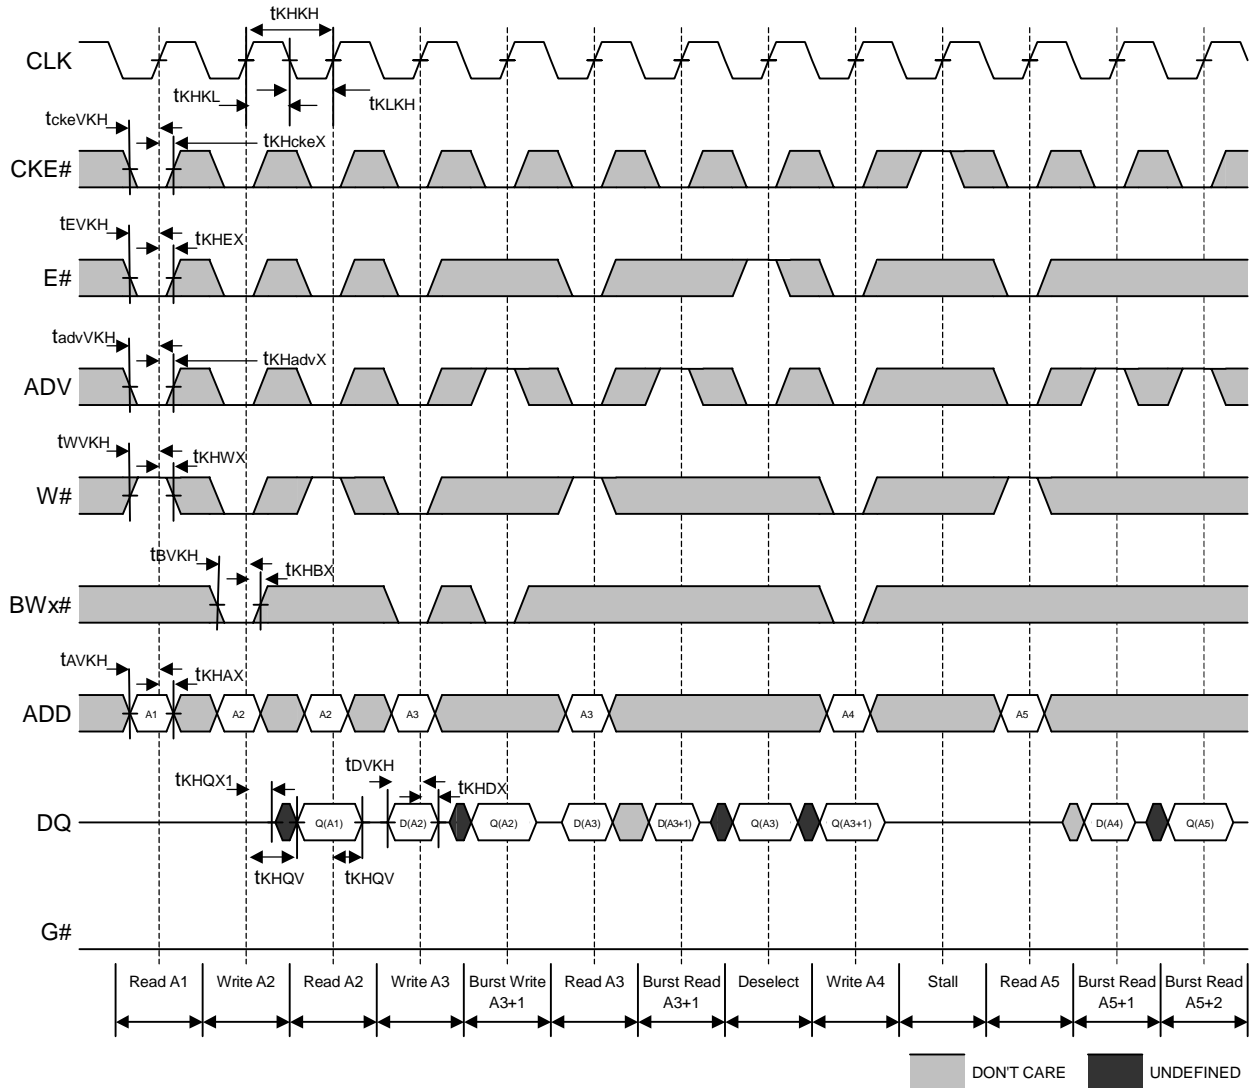 tKHKH
CLK
tKHKL
tKLKH
tckeVKH
tKHckeX
CKE#
tEVKH
tKHEX
E#
tadvVKH
tKHadvX
ADV
tWVKH
tKHWX
W#
tBVKH
tKHBX
BWx#
tAVKH
tKHAX
ADD
A1
A2
A2
A3
A3
A4
A5
tKHQX1
tDVKH
tKHDX
DQ
Q(A1)
D(A2)
Q(A2)
D(A3)
D(A3+1)
Q(A3)
Q(A3+1)
D(A4)
Q(A5)
tKHQV
tKHQV
G#
Read A1
Write A2
Read A2
Write A3
Burst Write
A3+1
Read A3
Burst Read
A3+1
Deselect
Write A4
Stall
Read A5
Burst Read
A5+1
Burst Read
A5+2
DON'T CARE
UNDEFINED